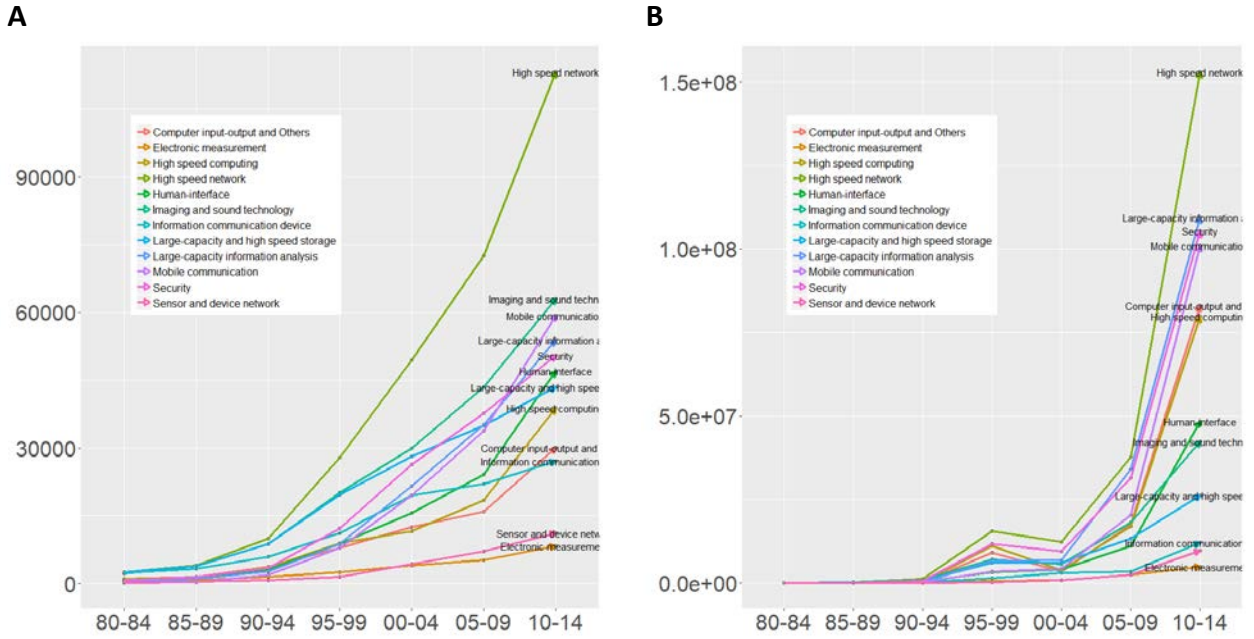 A
High speed network
Computer input-output and Others
Electronic measurement
High speed computing
High speed network
Human-interface
Imaging and sound technology
Information communication device
Large-capacity and high speed storage
Large-capacity information analysis
Mobile communication
Security
Sensor and device network
90000
60000
30000
0
Imaging and sound techn
Mobile communicatio
Large-capacity information a
Security
Human-interface
Large-capacity and high spee
High speed computin
Computer input-output and
Information communication
Sensor and device netw
Electronic measureme
80-84 85-89 90-94 95-99 00-04 05-09 10-14
B
High speed network
1.5e+08
Computer input-output and Others
Electronic measurement
High speed computing
High speed network
Human-interface
Imaging and sound technology
Information communication device
Large-capacity and high speed storage
Large-capacity information analysis
Mobile communication
Security
Sensor and device network
1.0e+08
5.0e+07
0.0e+00
Large-capacity information a
Security
Mobile communicatio
Computer input-output and
High speed computin
Human-interface
Imaging and sound techn
Large-capacity and high spee
Information communication
Electronic measureme
80-84 85-89 90-94 95-99 00-04 05-09 10-14